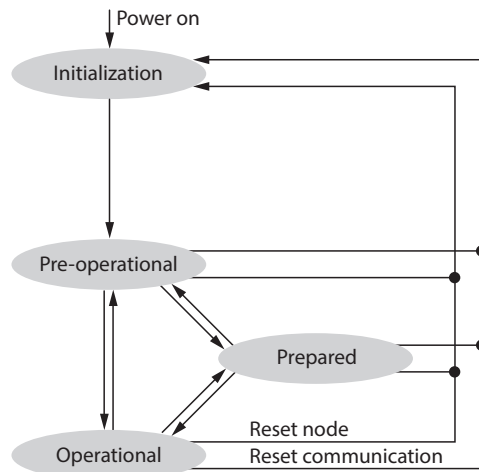 Power on
Initialization
Pre-operational
Prepared
Reset node
Operational
Reset communication